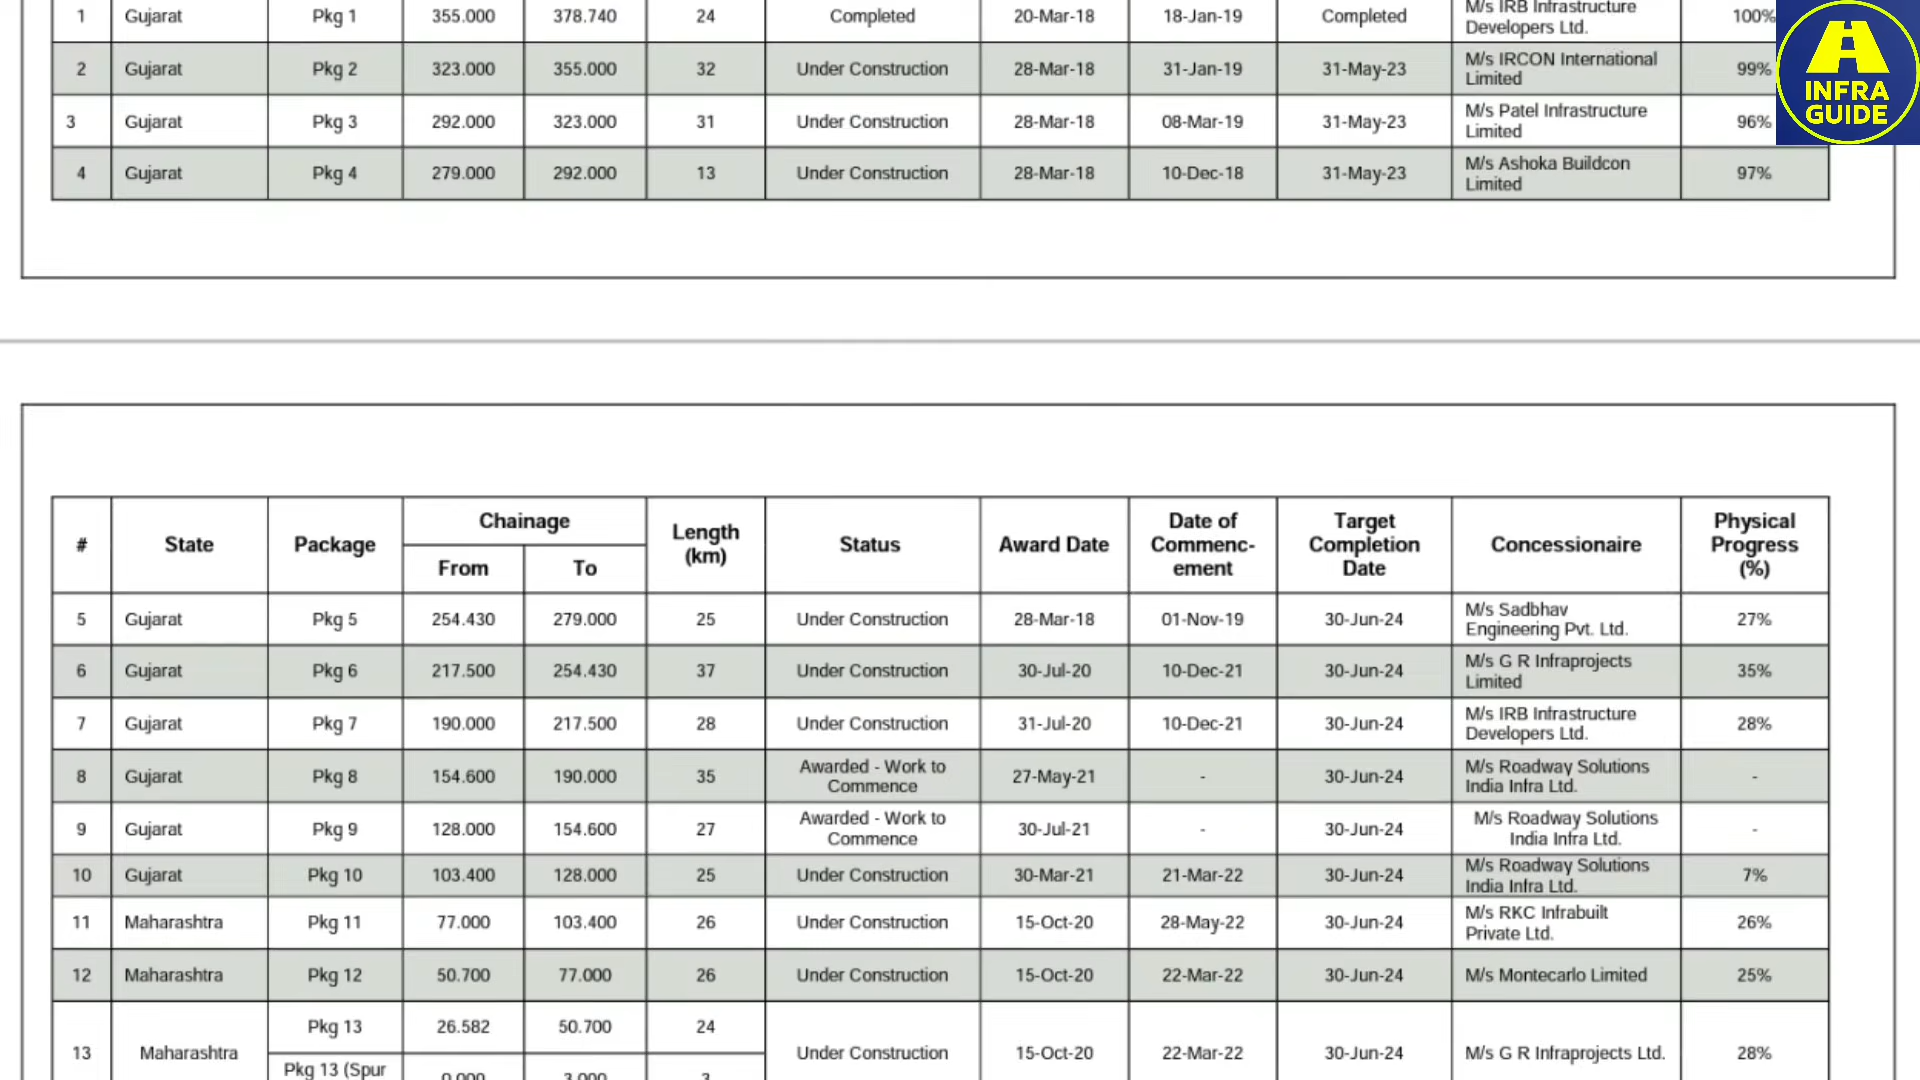 1 Gujarat Pkg 1 355.000 378.740 24 Completed 20-Mar-18 18-Jan-19 Completed M/s IRB Infrastructure Developers Ltd. 100%
2 Gujarat Pkg 2 323.000 355.000 32 Under Construction 28-Mar-18 31-Jan-19 31-May-23 M/s IRCON International Limited 99%
3 Gujarat Pkg 3 292.000 323.000 31 Under Construction 28-Mar-18 08-Mar-19 31-May-23 M/s Patel Infrastructure Limited 96%
4 Gujarat Pkg 4 279.000 292.000 13 Under Construction 28-Mar-18 10-Dec-18 31-May-23 M/s Ashoka Buildcon Limited 97%
INFRA
GUIDE
# State Package Chainage From To Length (km) Status Award Date Date of Commenc-ement Target Completion Date Concessionaire Physical Progress (%)
5 Gujarat Pkg 5 254.430 279.000 25 Under Construction 28-Mar-18 01-Nov-19 30-Jun-24 M/s Sadbhav Engineering Pvt. Ltd. 27%
6 Gujarat Pkg 6 217.500 254.430 37 Under Construction 30-Jul-20 10-Dec-21 30-Jun-24 M/s G R Infraprojects Limited 35%
7 Gujarat Pkg 7 190.000 217.500 28 Under Construction 31-Jul-20 10-Dec-21 30-Jun-24 M/s IRB Infrastructure Developers Ltd. 28%
8 Gujarat Pkg 8 154.600 190.000 35 Awarded - Work to Commence 27-May-21 - 30-Jun-24 M/s Roadway Solutions India Infra Ltd. -
9 Gujarat Pkg 9 128.000 154.600 27 Awarded - Work to Commence 30-Jul-21 - 30-Jun-24 M/s Roadway Solutions India Infra Ltd. -
10 Gujarat Pkg 10 103.400 128.000 25 Under Construction 30-Mar-21 21-Mar-22 30-Jun-24 M/s Roadway Solutions India Infra Ltd. 7%
11 Maharashtra Pkg 11 77.000 103.400 26 Under Construction 15-Oct-20 28-May-22 30-Jun-24 M/s RKC Infrabuilt Private Ltd. 26%
12 Maharashtra Pkg 12 50.700 77.000 26 Under Construction 15-Oct-20 22-Mar-22 30-Jun-24 M/s Montecarlo Limited 25%
13 Maharashtra Pkg 13 26.582 50.700 24 Under Construction 15-Oct-20 22-Mar-22 30-Jun-24 M/s G R Infraprojects Ltd. 28%
Pkg 13 (Spur 0.000 3.000 3